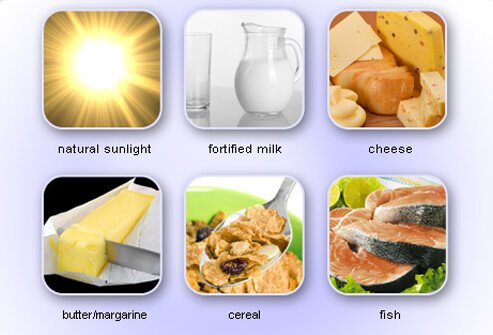 natural sunlight
fortified milk
cheese
butter/margarine
cereal
fish